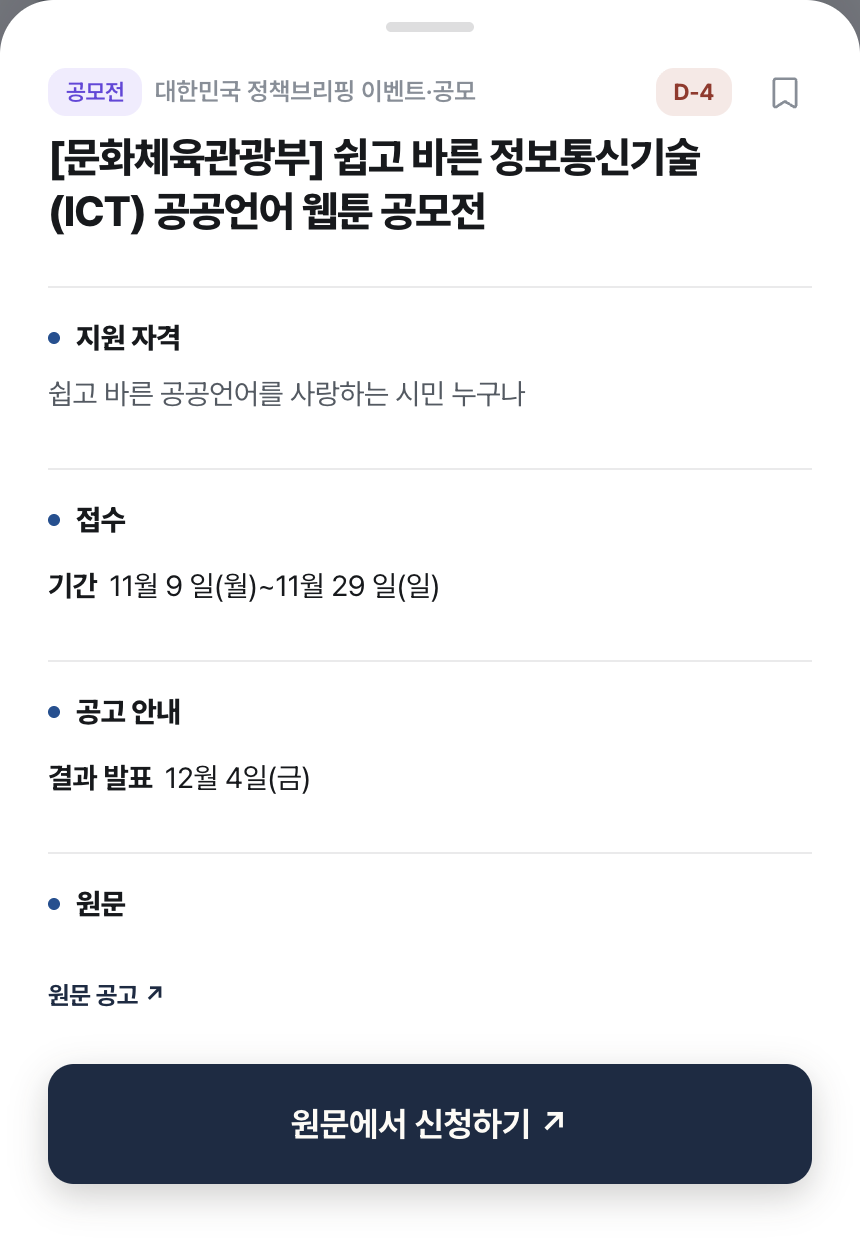 공모전 대한민국 정책브리핑 이벤트·공모 D-4
[문화체육관광부] 쉽고 바른 정보통신기술
(ICT) 공공언어 웹툰 공모전
지원 자격
쉽고 바른 공공언어를 사랑하는 시민 누구나
접수
기간 11월 9 일(월)~11월 29 일(일)
공고 안내
결과 발표 12월 4일(금)
원문
원문 공고 ↗
원문에서 신청하기 ↗